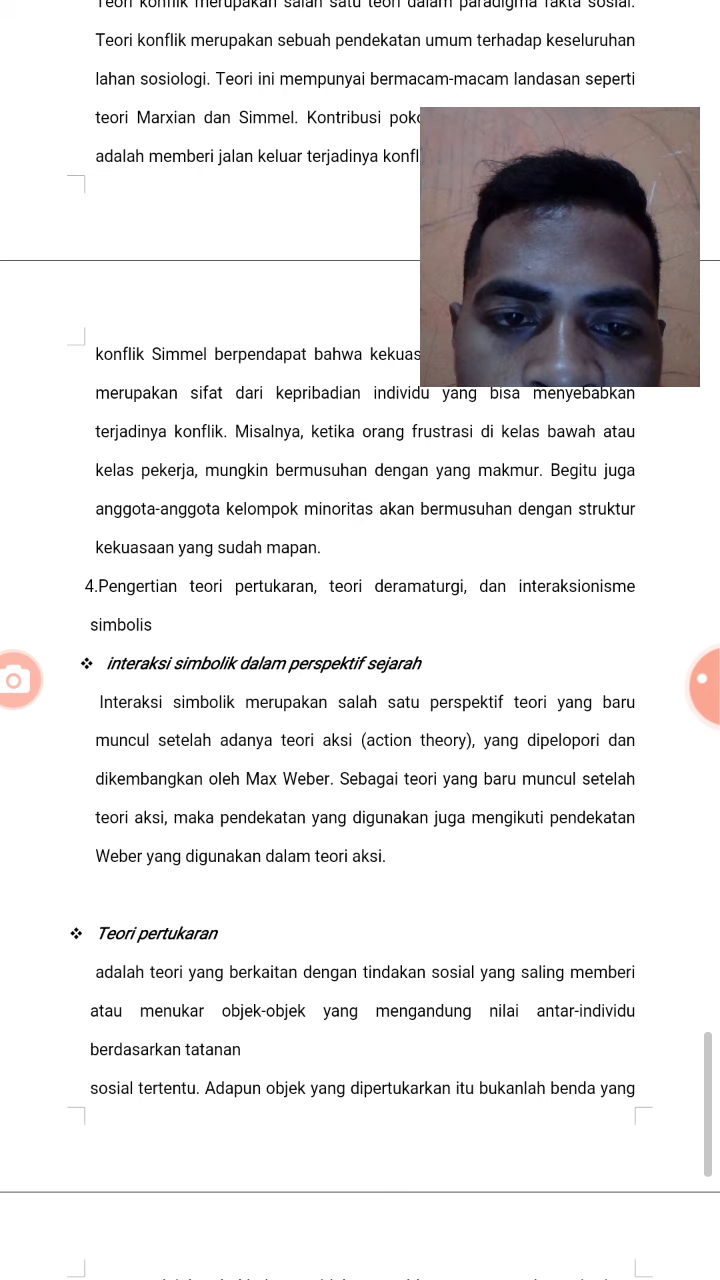 Teori konflik merupakan salah satu teori dalam paradigma fakta sosial.
Teori konflik merupakan sebuah pendekatan umum terhadap keseluruhan
lahan sosiologi. Teori ini mempunyai bermacam-macam landasan seperti
teori Marxian dan Simmel. Kontribusi
adalah memberi jalan keluar terjadinya
konflik Simmel berpendapat bahwa
merupakan sifat dari kepribadian individu yang bisa menyebabkan
terjadinya konflik. Misalnya, ketika orang frustrasi di kelas bawah atau
kelas pekerja, mungkin bermusuhan dengan yang makmur. Begitu juga
anggota-anggota kelompok minoritas akan bermusuhan dengan struktur
kekuasaan yang sudah mapan.
4.Pengertian teori pertukaran, teori deramaturgi, dan interaksionisme
simbolis
❖ interaksi simbolik dalam perspektif sejarah
Interaksi simbolik merupakan salah satu perspektif teori yang baru
muncul setelah adanya teori aksi (action theory), yang dipelopori dan
dikembangkan oleh Max Weber. Sebagai teori yang baru muncul setelah
teori aksi, maka pendekatan yang digunakan juga mengikuti pendekatan
Weber yang digunakan dalam teori aksi.
❖ Teori pertukaran
adalah teori yang berkaitan dengan tindakan sosial yang saling memberi
atau menukar objek-objek yang mengandung nilai antar-individu
berdasarkan tatanan
sosial tertentu. Adapun objek yang dipertukarkan itu bukanlah benda yang